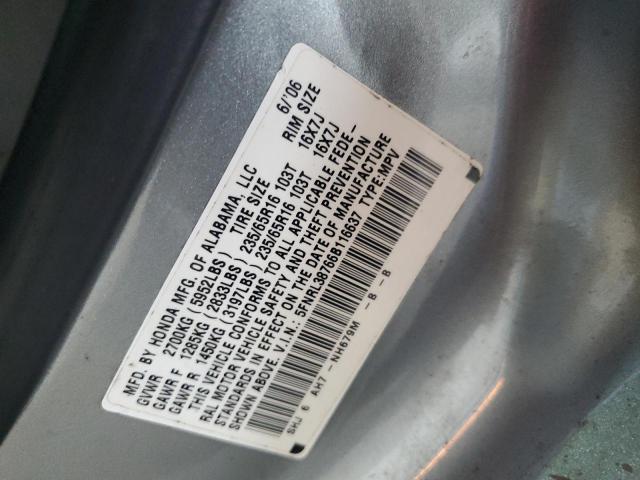 MFD. BY HONDA MFG. OF ALABAMA, LLC 6/'06
GVWR 2700KG (5952LBS) TIRE SIZE RIM SIZE
GAWR F 1285KG (2833LBS) 235/65R16 103T 16X7J
GAWR R 1450KG (3197LBS) 235/65R16 103T 16X7J
THIS VEHICLE CONFORMS TO ALL APPLICABLE FEDE-
RAL MOTOR VEHICLE SAFETY AND THEFT PREVENTION
STANDARDS IN EFFECT ON THE DATE OF MANUFACTURE
SHOWN ABOVE. V.I.N.: 5FNRL38766B116637 TYPE:MPV
SHJ 6 AH7 - NH679M - B - B